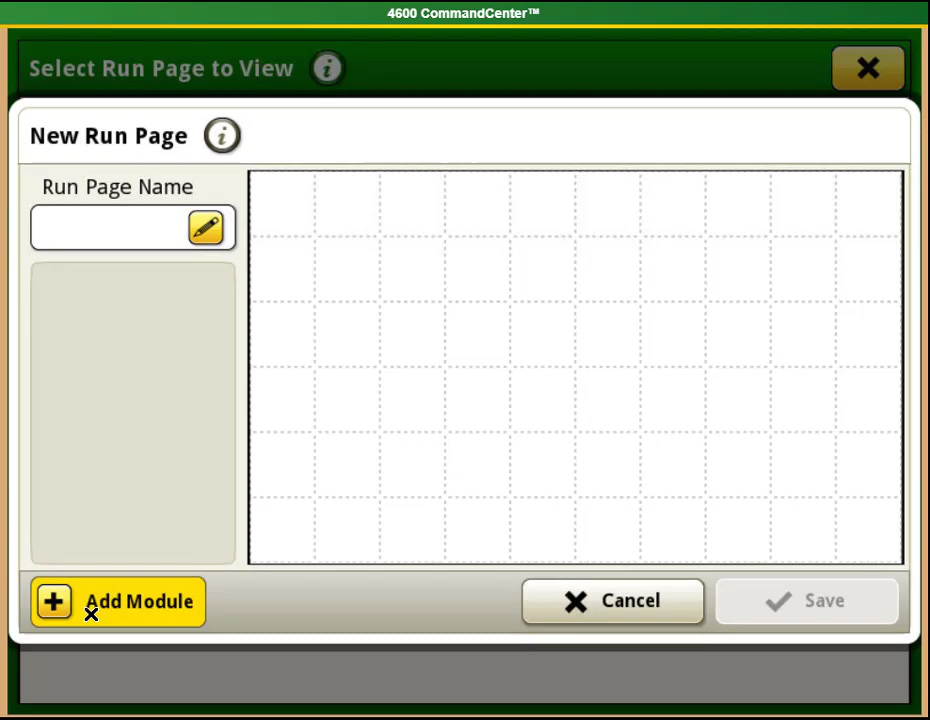 4600 CommandCenter™
Select Run Page to View
New Run Page
Run Page Name
Add Module
Cancel
Save